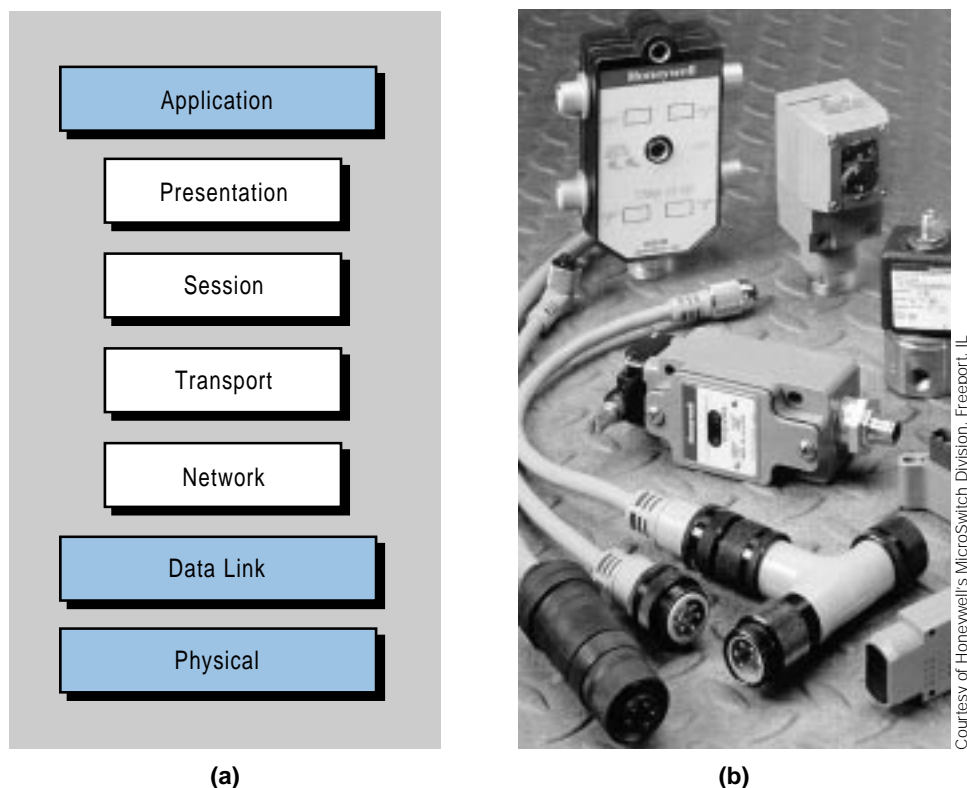 Application
Presentation
Session
Transport
Network
Data Link
Physical
Honeywell
Courtesy of Honeywell's MicroSwitch Division, Freeport, IL
(a)
(b)